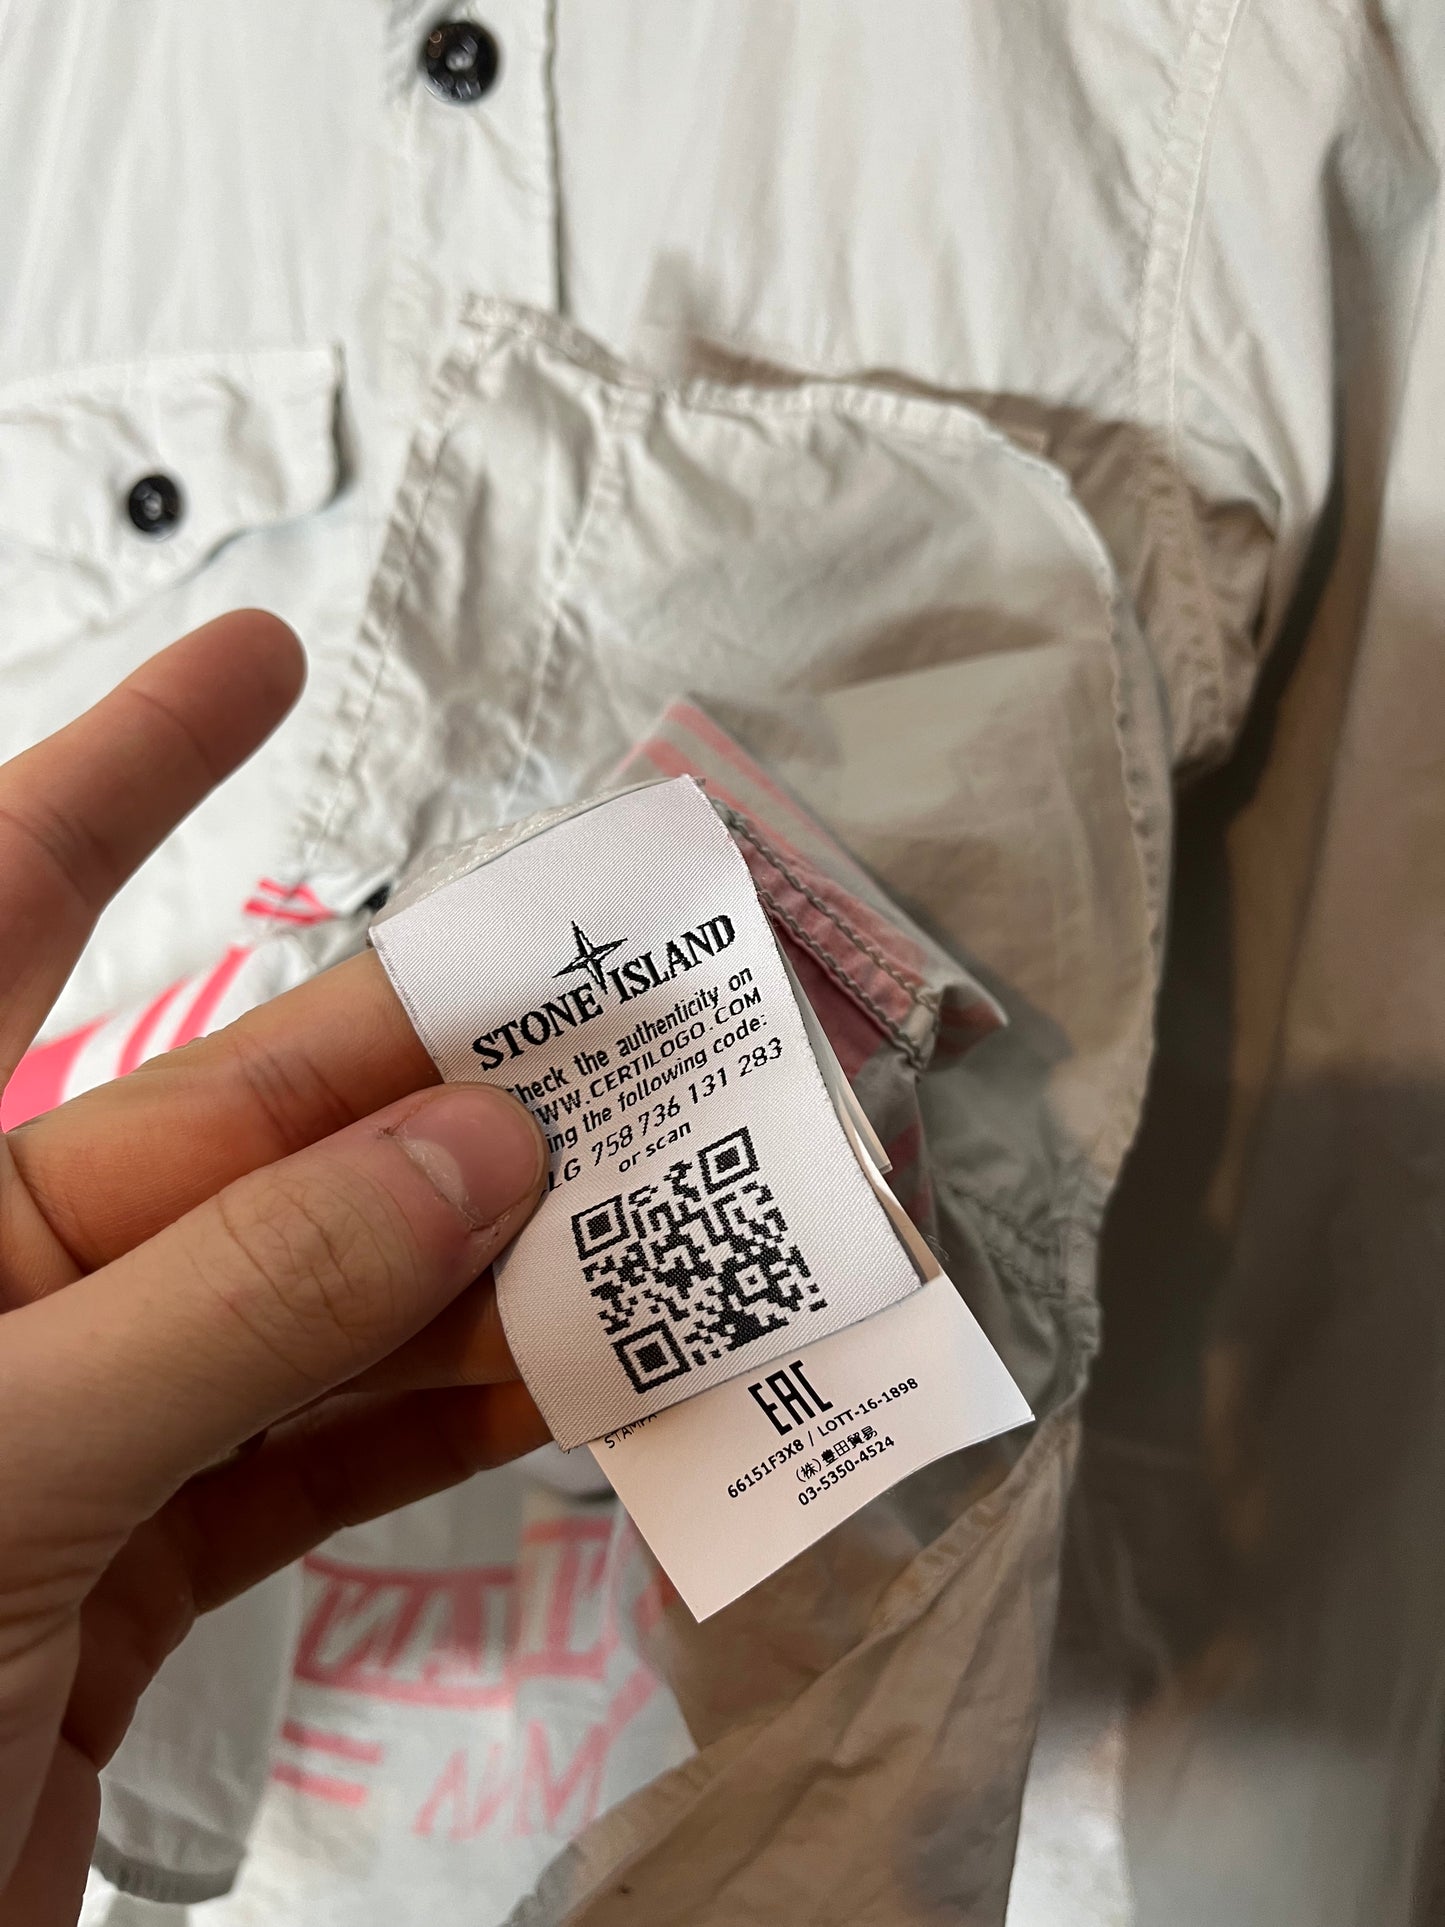 STONE ISLAND
Check the authenticity on
WWW.CERTILOGO.COM
the following code:
CLG 758 736 131 283
or scan
EAC
66151F3X8 / LOTT-16-1898
(株)豊田貿易
03-5350-4524